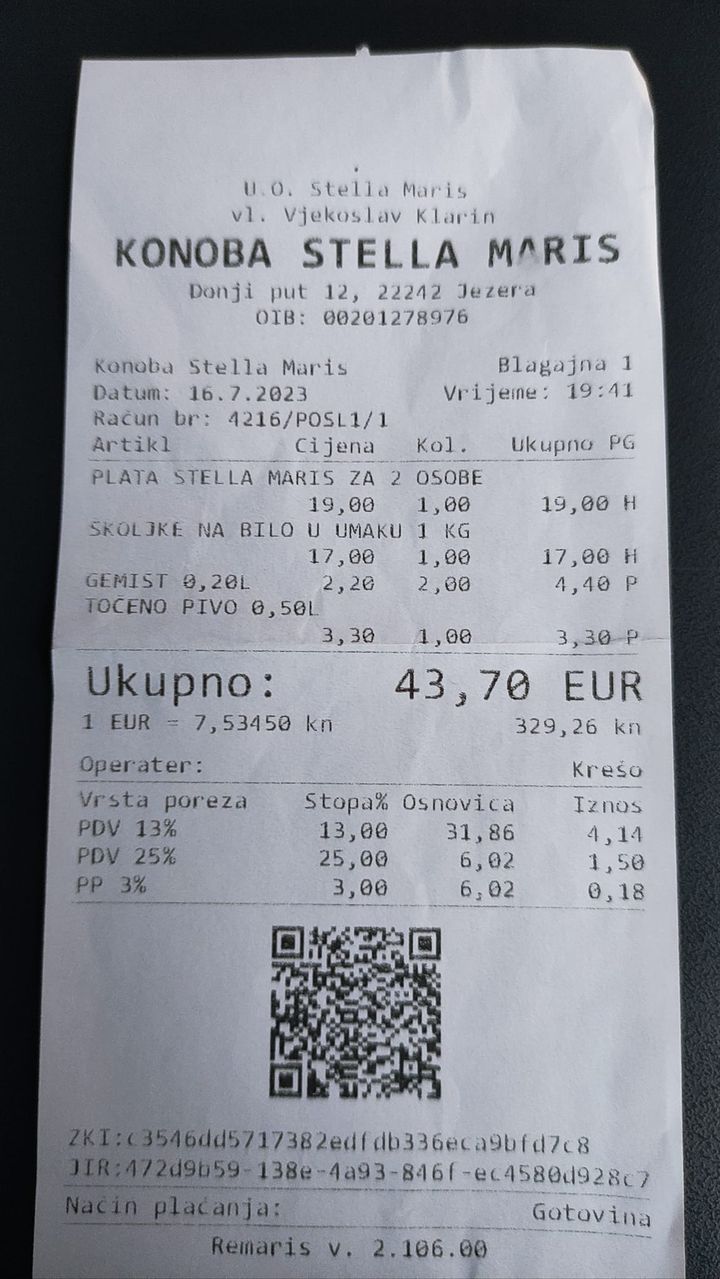 U.O. Stella Maris
vl. Vjekoslav Klarin
KONOBA STELLA MARIS
Donji put 12, 22242 Jezera
OIB: 00201278976
Konoba Stella Maris Blagajna 1
Datum: 16.7.2023 Vrijeme: 19:41
Račun br: 4216/POSL1/1
Artikl Cijena Kol. Ukupno PG
PLATA STELLA MARIS ZA 2 OSOBE
19,00 1,00 19,00 H
ŠKOLJKE NA BILO U UMAKU 1 KG
17,00 1,00 17,00 H
GEMIŠT 0,20L 2,20 2,00 4,40 P
TOČENO PIVO 0,50L
3,30 1,00 3,30 P
Ukupno: 43,70 EUR
1 EUR = 7,53450 kn 329,26 kn
Operater: Krešo
Vrsta poreza Stopa% Osnovica Iznos
PDV 13% 13,00 31,86 4,14
PDV 25% 25,00 6,02 1,50
PP 3% 3,00 6,02 0,18
ZKI:c3546dd5717382edfdb336eca9bfd7c8
JIR:472d9b59-138e-4a93-846f-ec4580d928c7
Način plaćanja: Gotovina
Remaris v. 2.106.00